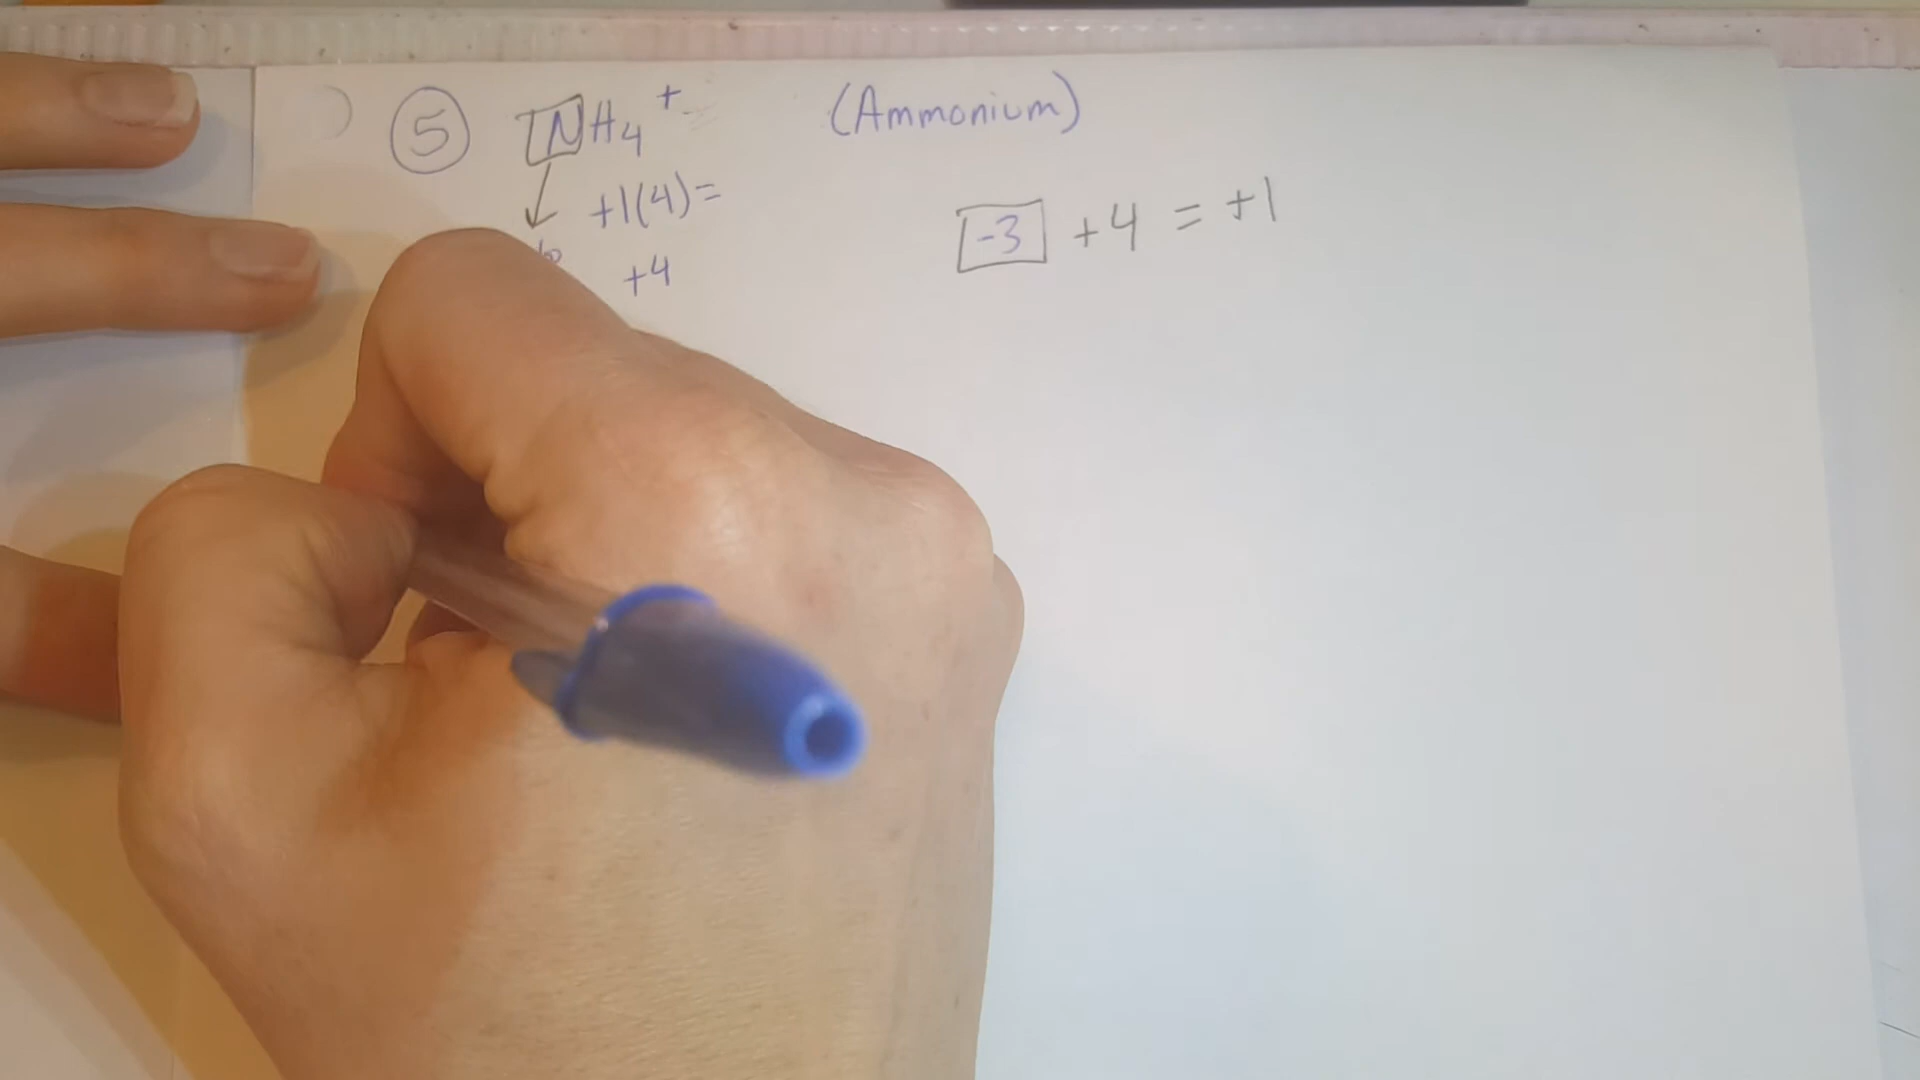 ⑤ NH₄⁺ (Ammonium)
+1(4)=
-3 +4 = +1
+4